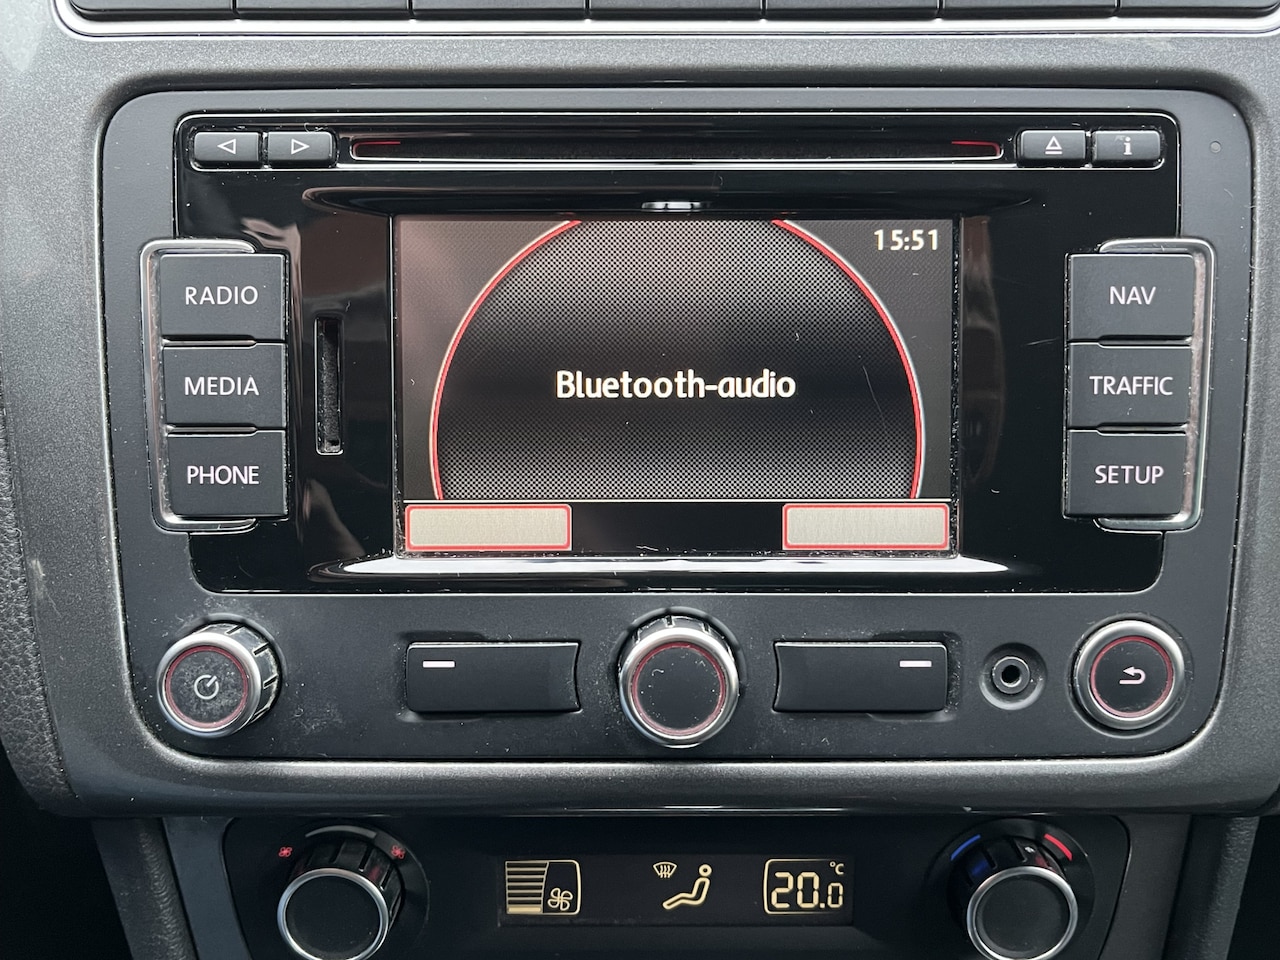 i
15:51
RADIO
NAV
MEDIA
Bluetooth-audio
TRAFFIC
PHONE
SETUP
20.0 °C